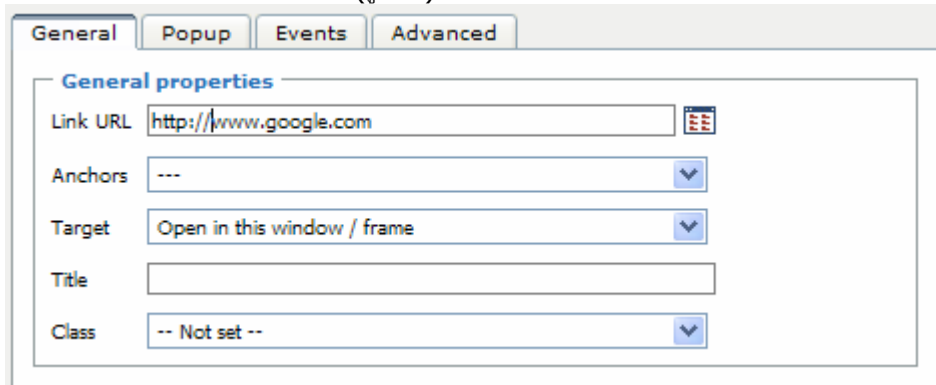 General Popup Events Advanced
General properties
Link URL http://www.google.com
Anchors ---
Target Open in this window / frame
Title
Class -- Not set --